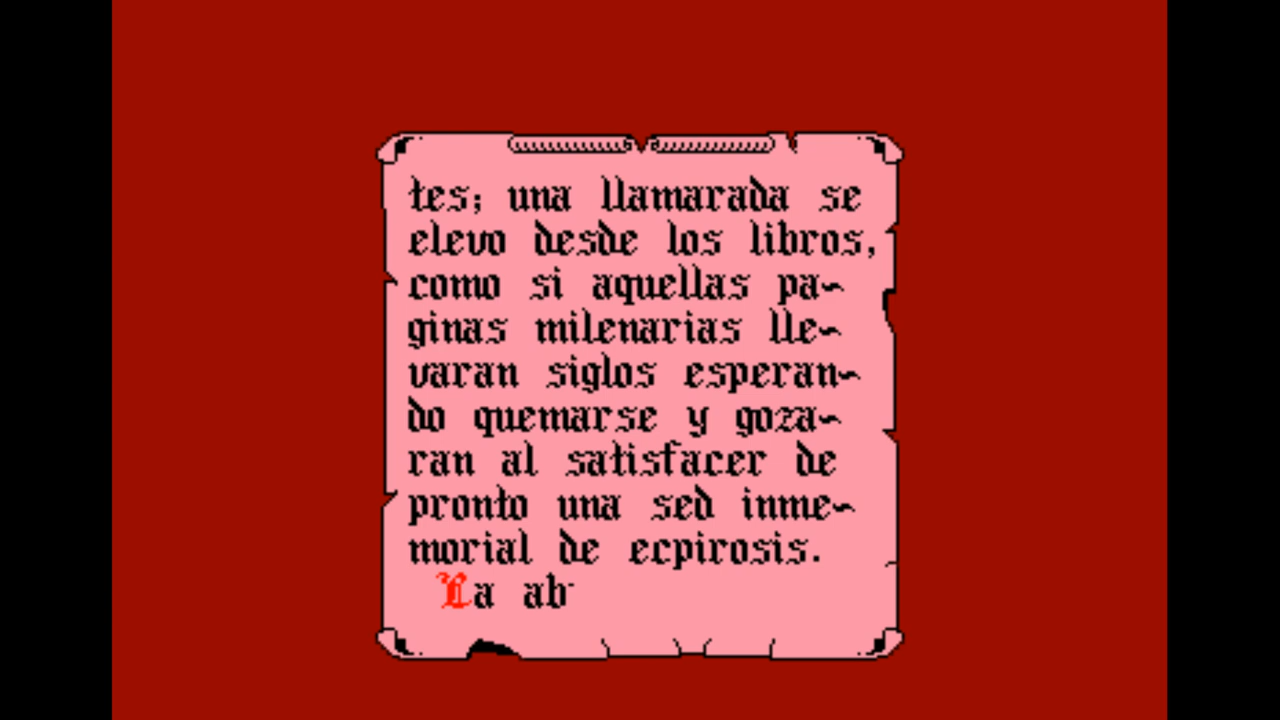 tes; una llamarada se
elevo desde los libros,
como si aquellas pa-
ginas milenarias lle-
varan siglos esperan-
do quemarse y goza-
ran al satisfacer de
pronto una sed inme-
morial de ecpirosis.
La ab